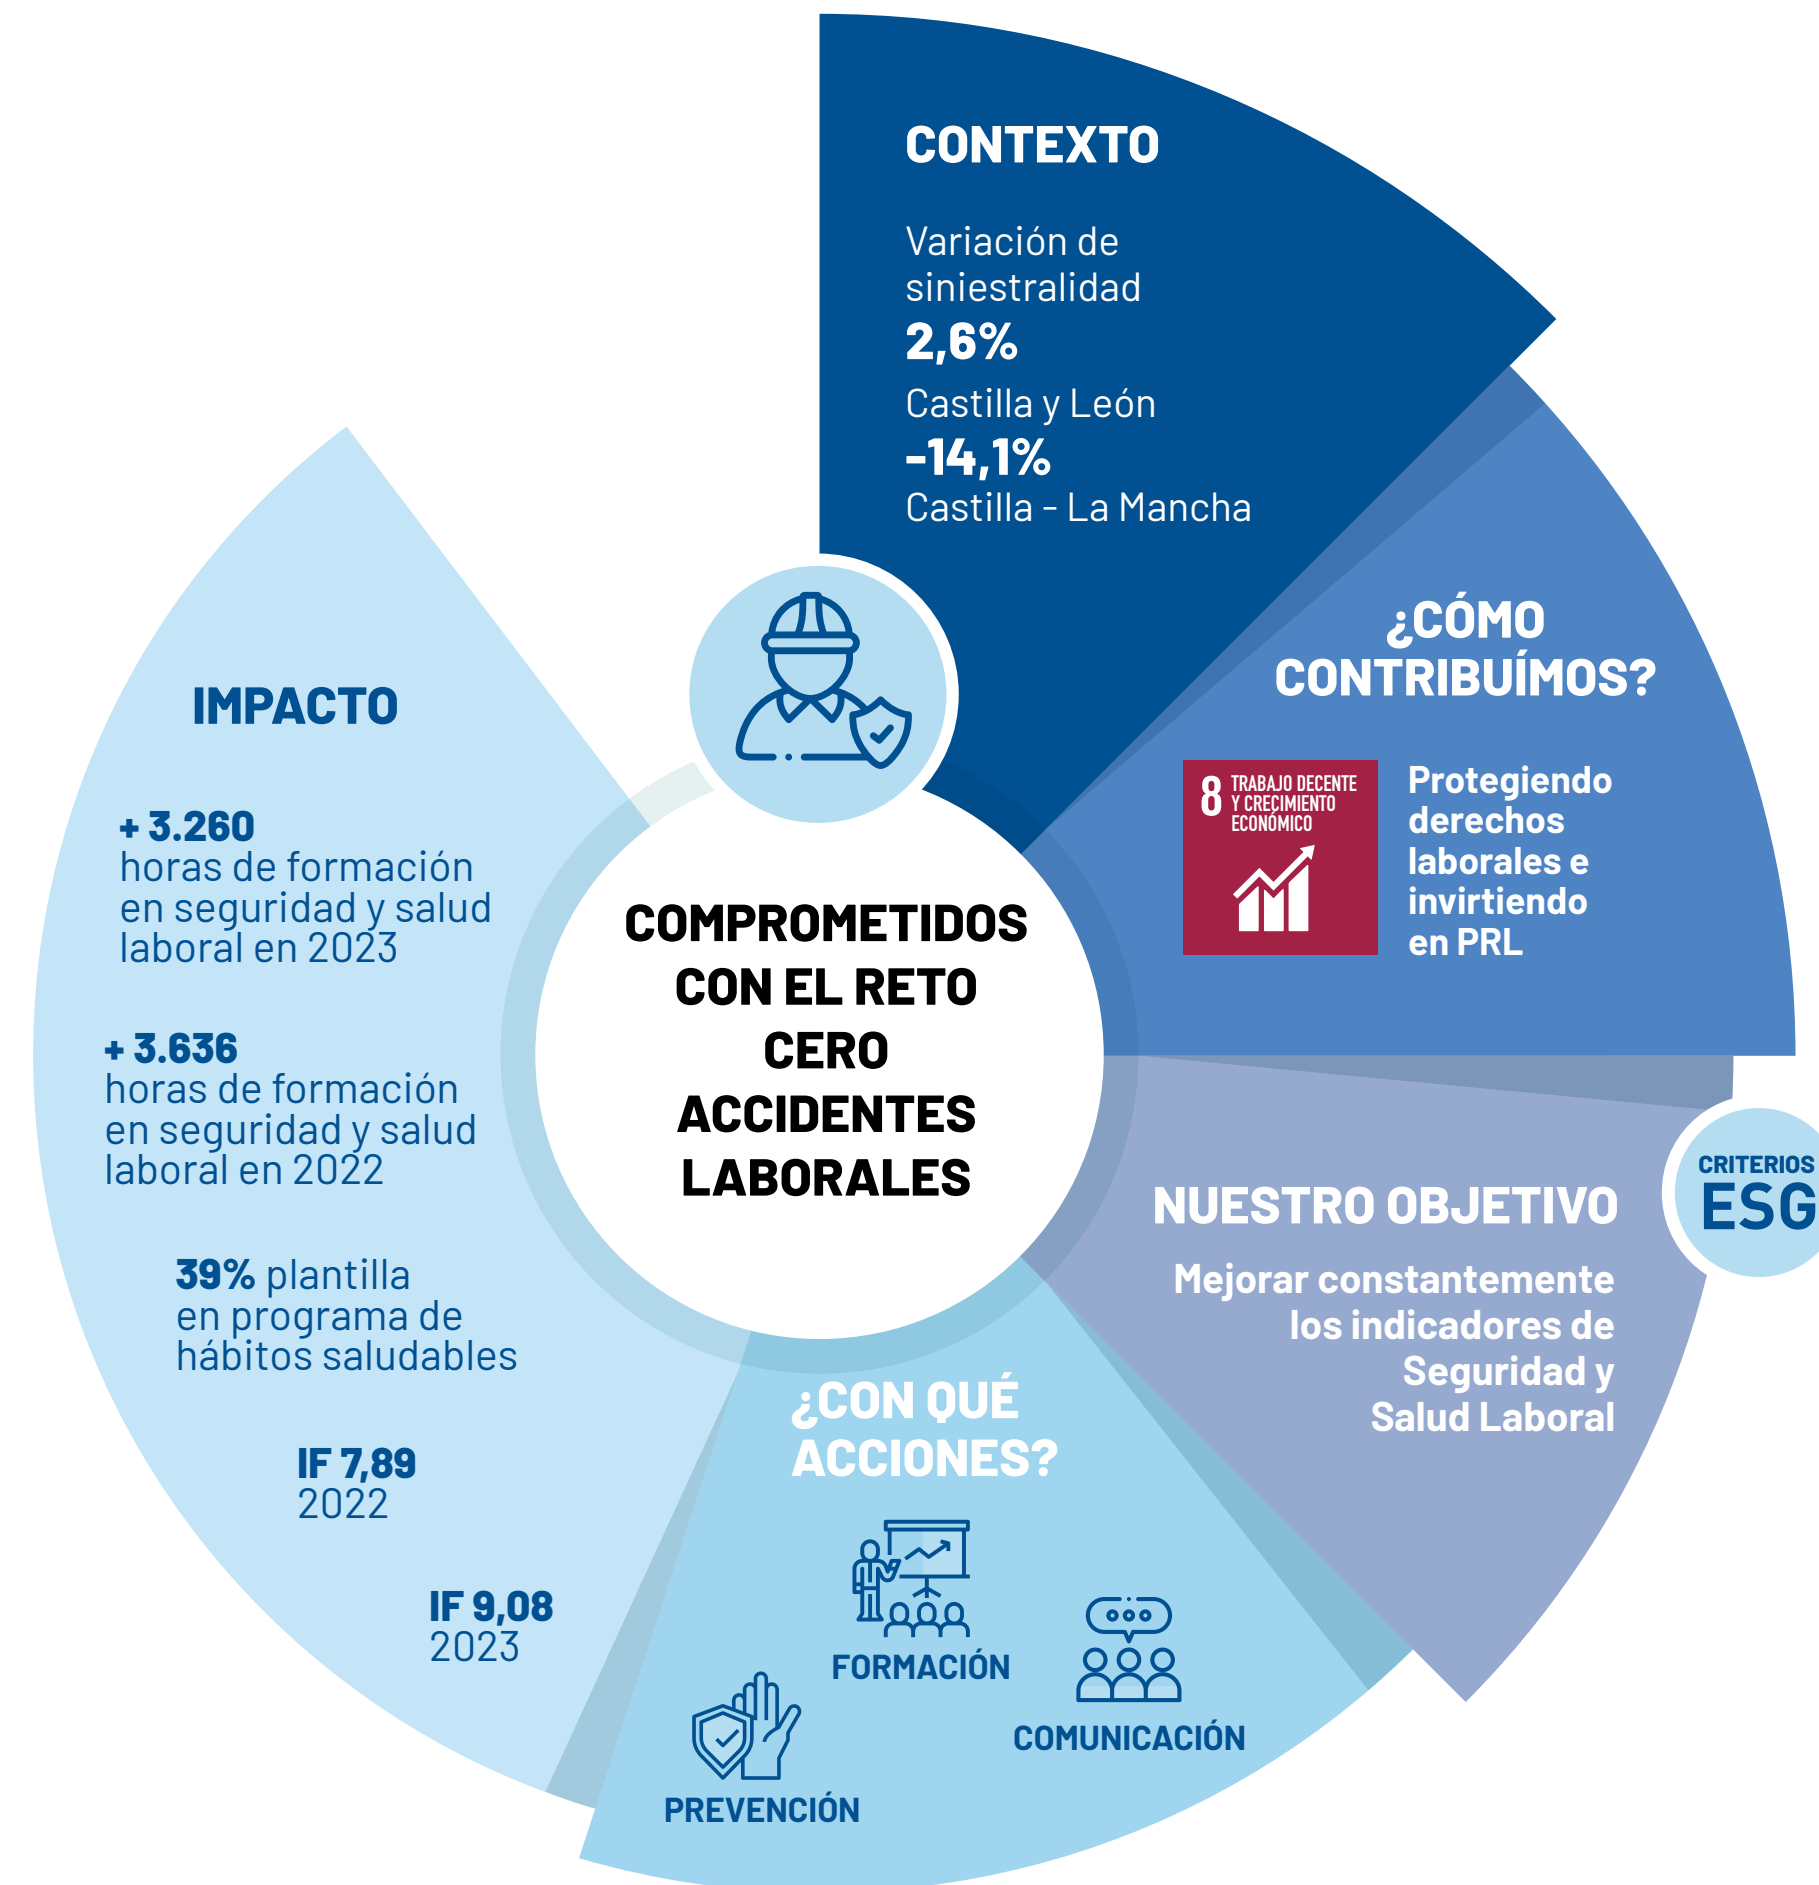 CONTEXTO
Variación de
siniestralidad
2,6%
Castilla y León
-14,1%
Castilla - La Mancha
¿CÓMO
CONTRIBUÍMOS?
8 TRABAJO DECENTE
Y CRECIMIENTO
ECONÓMICO
Protegiendo
derechos
laborales e
invirtiendo
en PRL
CRITERIOS
ESG
NUESTRO OBJETIVO
Mejorar constantemente
los indicadores de
Seguridad y
Salud Laboral
¿CON QUÉ
ACCIONES?
FORMACIÓN
COMUNICACIÓN
PREVENCIÓN
IMPACTO
+ 3.260
horas de formación
en seguridad y salud
laboral en 2023
+ 3.636
horas de formación
en seguridad y salud
laboral en 2022
39% plantilla
en programa de
hábitos saludables
IF 7,89
2022
IF 9,08
2023
COMPROMETIDOS
CON EL RETO
CERO
ACCIDENTES
LABORALES